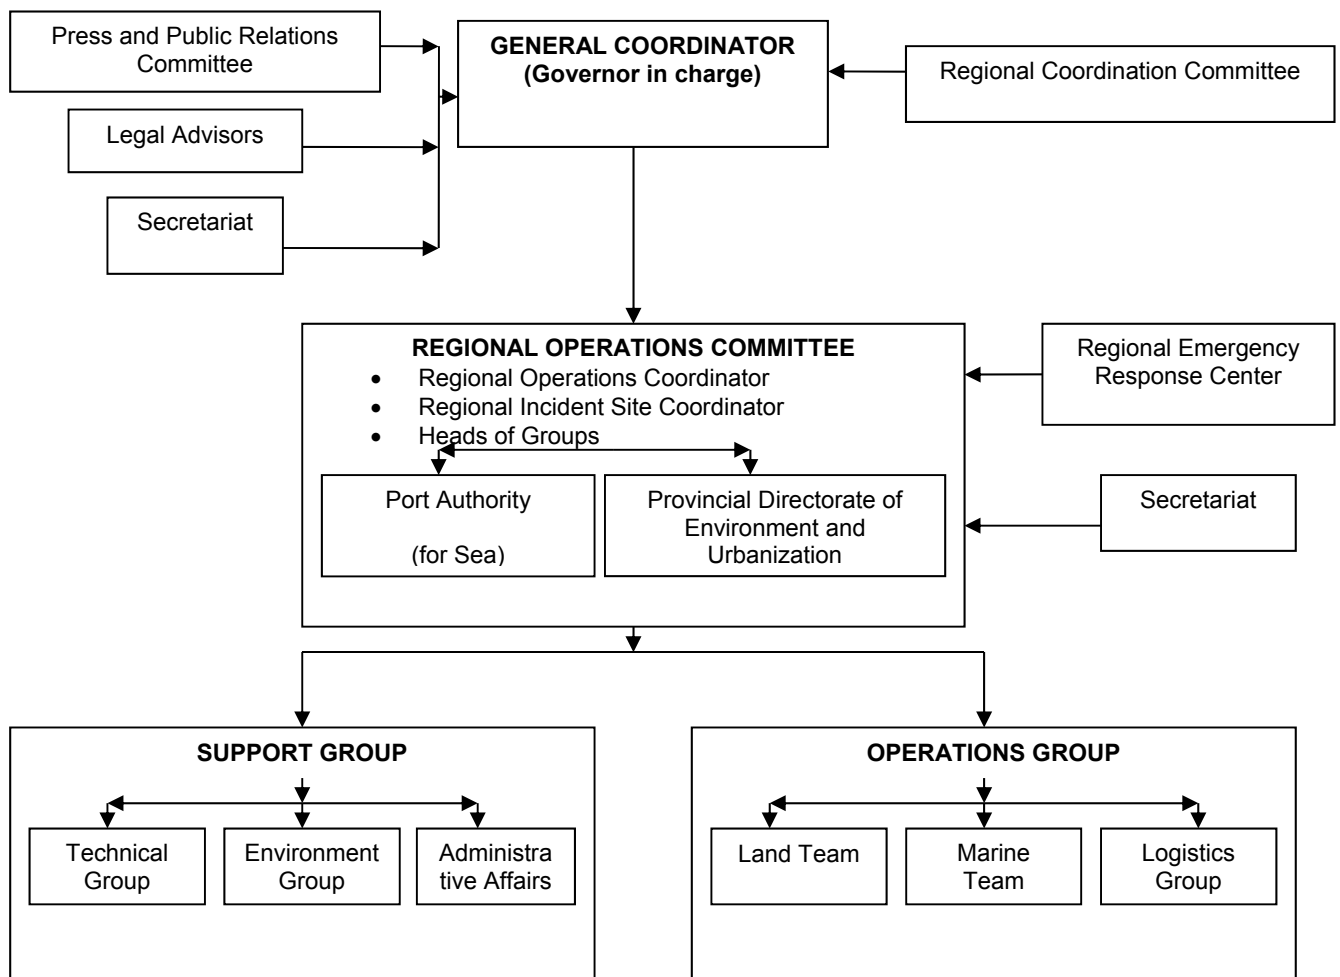 Press and Public Relations
Committee
GENERAL COORDINATOR
(Governor in charge)
Regional Coordination Committee
Legal Advisors
Secretariat
REGIONAL OPERATIONS COMMITTEE
• Regional Operations Coordinator
• Regional Incident Site Coordinator
• Heads of Groups
Regional Emergency
Response Center
Port Authority
(for Sea)
Provincial Directorate of
Environment and
Urbanization
Secretariat
SUPPORT GROUP
Technical
Group
Environment
Group
Administra
tive Affairs
OPERATIONS GROUP
Land Team
Marine
Team
Logistics
Group